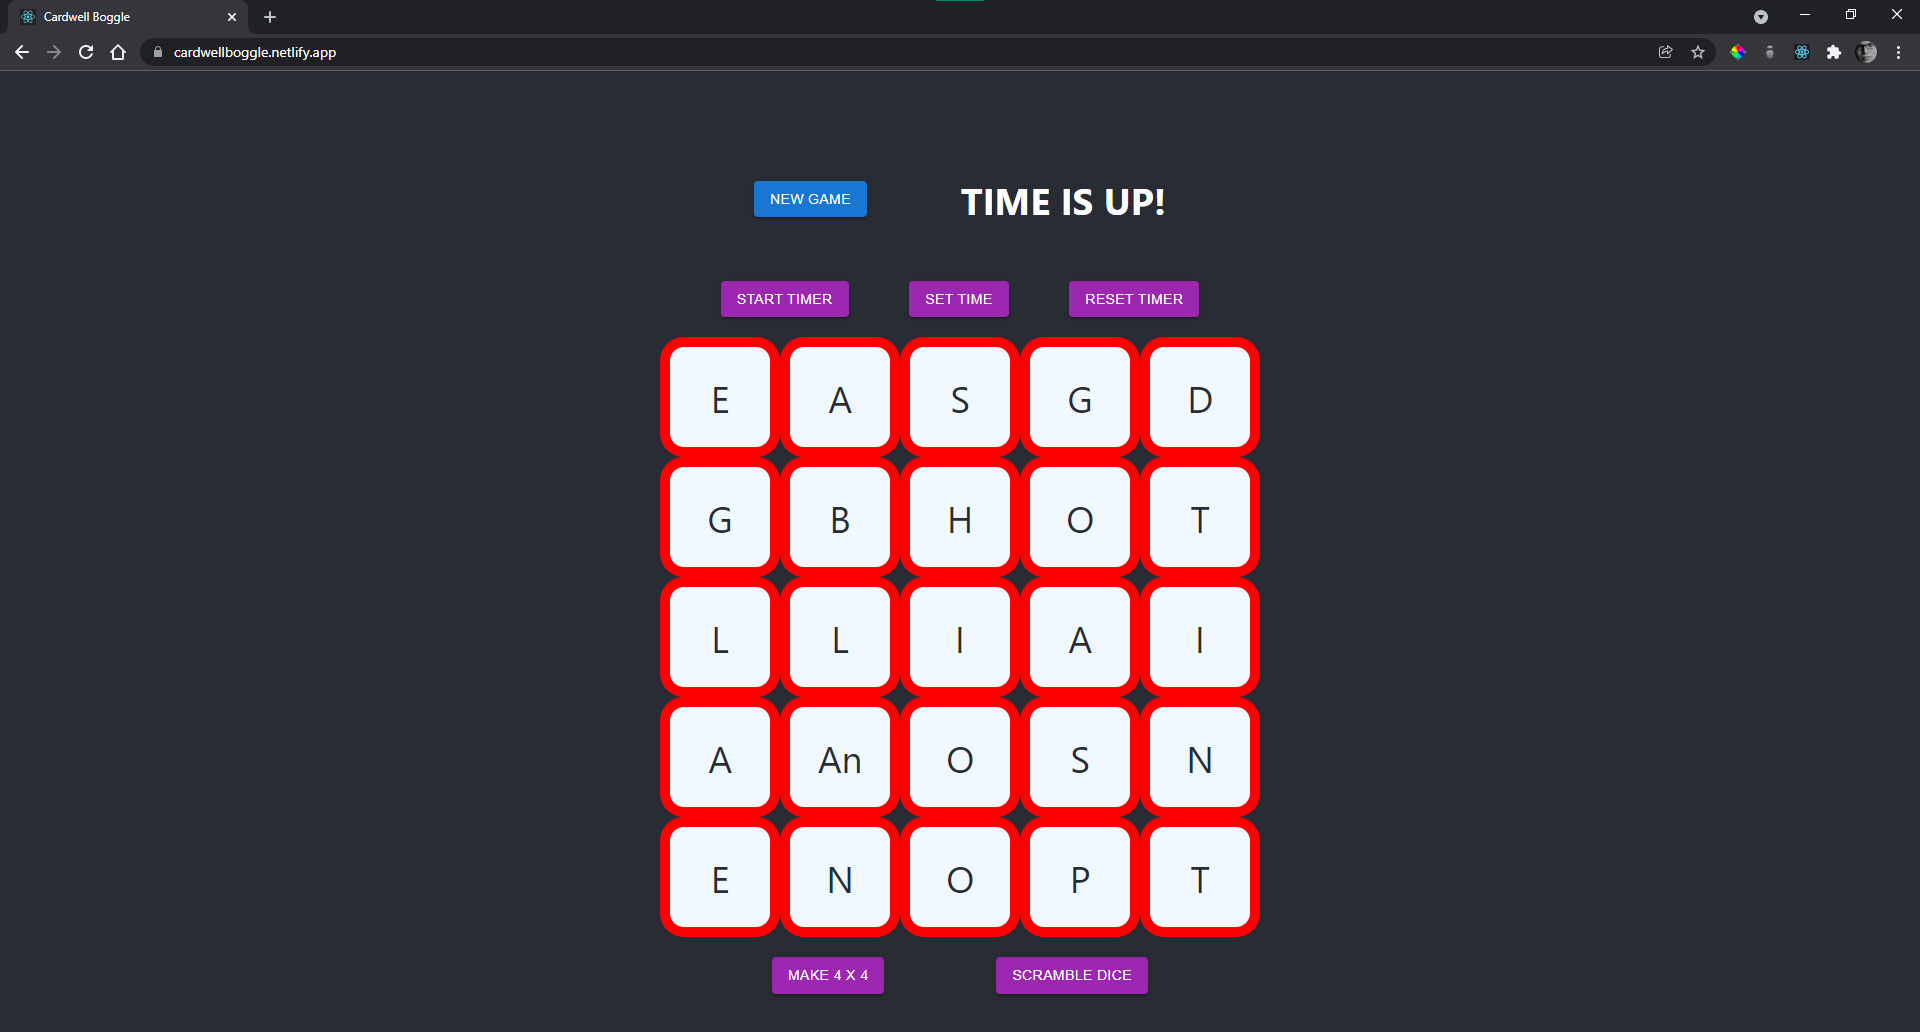 Cardwell Boggle
cardwellboggle.netlify.app
NEW GAME TIME IS UP!
START TIMER SET TIME RESET TIMER
E A S G D
G B H O T
L L I A I
A An O S N
E N O P T
MAKE 4 X 4 SCRAMBLE DICE